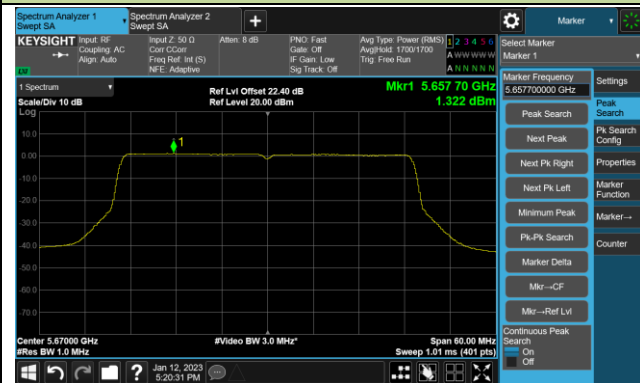 Spectrum Analyzer 1
Swept SA
Spectrum Analyzer 2
Swept SA
+
Marker
KEYSIGHT
Input: RF
Coupling: AC
Align: Auto
Input Z: 50 Ω
Corr CCorr
Freq Ref: Int (S)
NFE: Adaptive
Atten: 8 dB
PNO: Fast
Gate: Off
IF Gain: Low
Sig Track: Off
Avg Type: Power (RMS)
Avg|Hold: 1700/1700
Trig: Free Run
1 2 3 4 5 6
A W W W W W
A N N N N N
Select Marker
Marker 1
LVI
1 Spectrum
Scale/Div 10 dB
Log
Ref Lvl Offset 22.40 dB
Ref Level 20.00 dBm
Mkr1 5.657 70 GHz
1.322 dBm
10.0
0.00
-10.0
-20.0
-30.0
-40.0
-50.0
-60.0
-70.0
1
Center 5.67000 GHz
#Res BW 1.0 MHz
#Video BW 3.0 MHz*
Span 60.00 MHz
Sweep 1.01 ms (401 pts)
Marker Frequency
5.657700000 GHz
Peak Search
Next Peak
Next Pk Right
Next Pk Left
Minimum Peak
Pk-Pk Search
Marker Delta
Mkr→CF
Mkr→Ref Lvl
Continuous Peak
Search
On
Off
Settings
Peak
Search
Pk Search
Config
Properties
Marker
Function
Marker→
Counter
?
Jan 12, 2023
5:20:31 PM